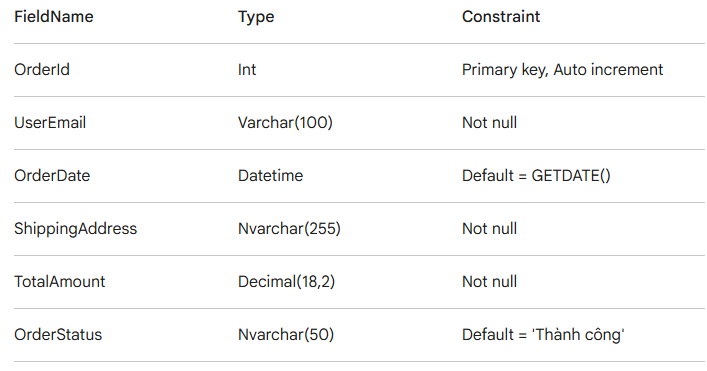 FieldName Type Constraint
OrderId Int Primary key, Auto increment
UserEmail Varchar(100) Not null
OrderDate Datetime Default = GETDATE()
ShippingAddress Nvarchar(255) Not null
TotalAmount Decimal(18,2) Not null
OrderStatus Nvarchar(50) Default = 'Thành công'